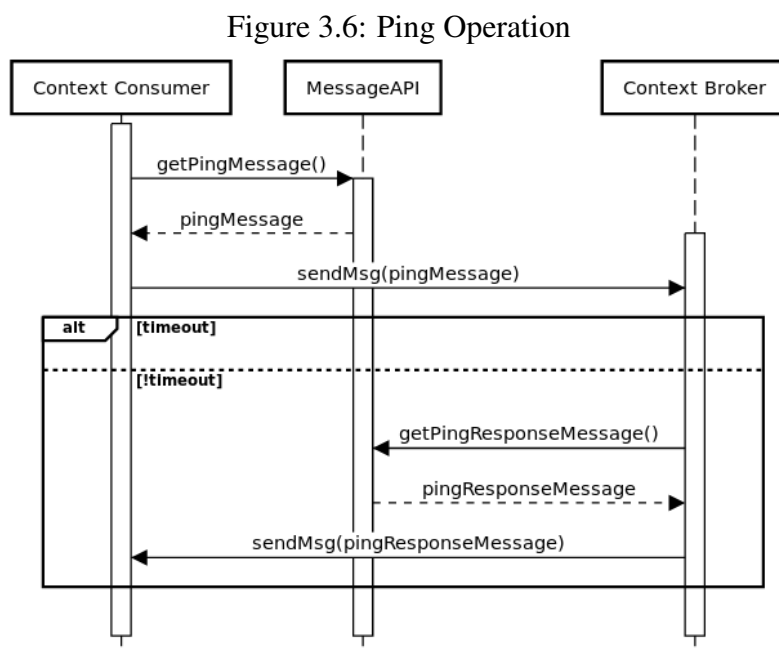 Figure 3.6: Ping Operation
Context Consumer
MessageAPI
Context Broker
getPingMessage()
pingMessage
sendMsg(pingMessage)
alt
[timeout]
[!timeout]
getPingResponseMessage()
pingResponseMessage
sendMsg(pingResponseMessage)